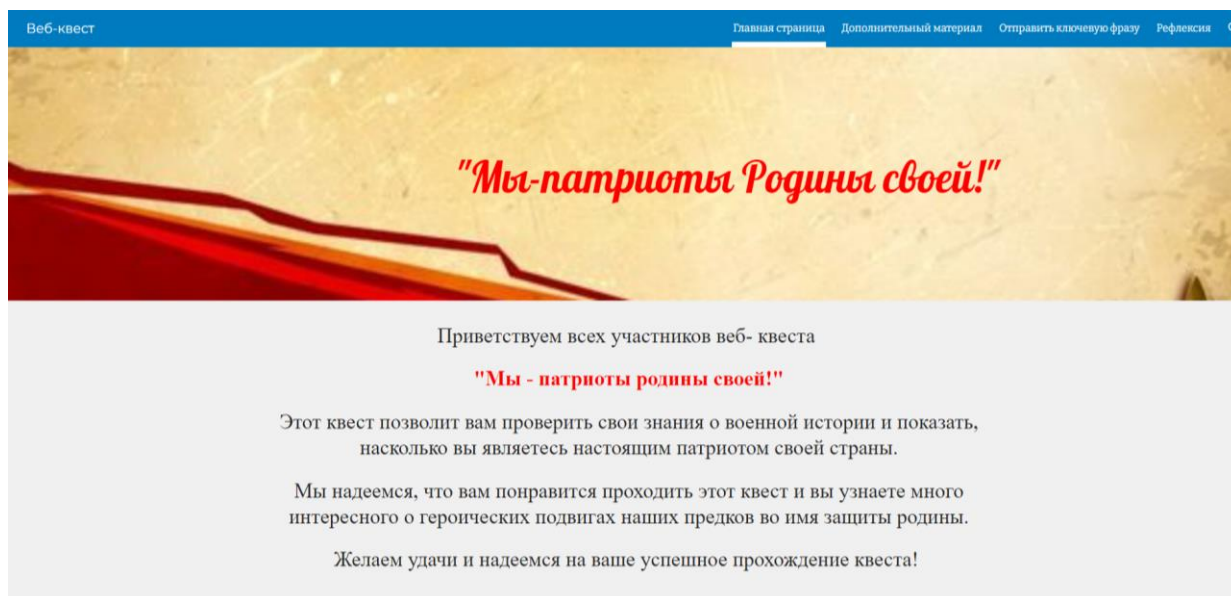 Веб-квест
Главная страница Дополнительный материал Отправить ключевую фразу Рефлексия
"Мы-патриоты Родины своей!"
Приветствуем всех участников веб- квеста
"Мы - патриоты родины своей!"
Этот квест позволит вам проверить свои знания о военной истории и показать,
насколько вы являетесь настоящим патриотом своей страны.
Мы надеемся, что вам понравится проходить этот квест и вы узнаете много
интересного о героических подвигах наших предков во имя защиты родины.
Желаем удачи и надеемся на ваше успешное прохождение квеста!